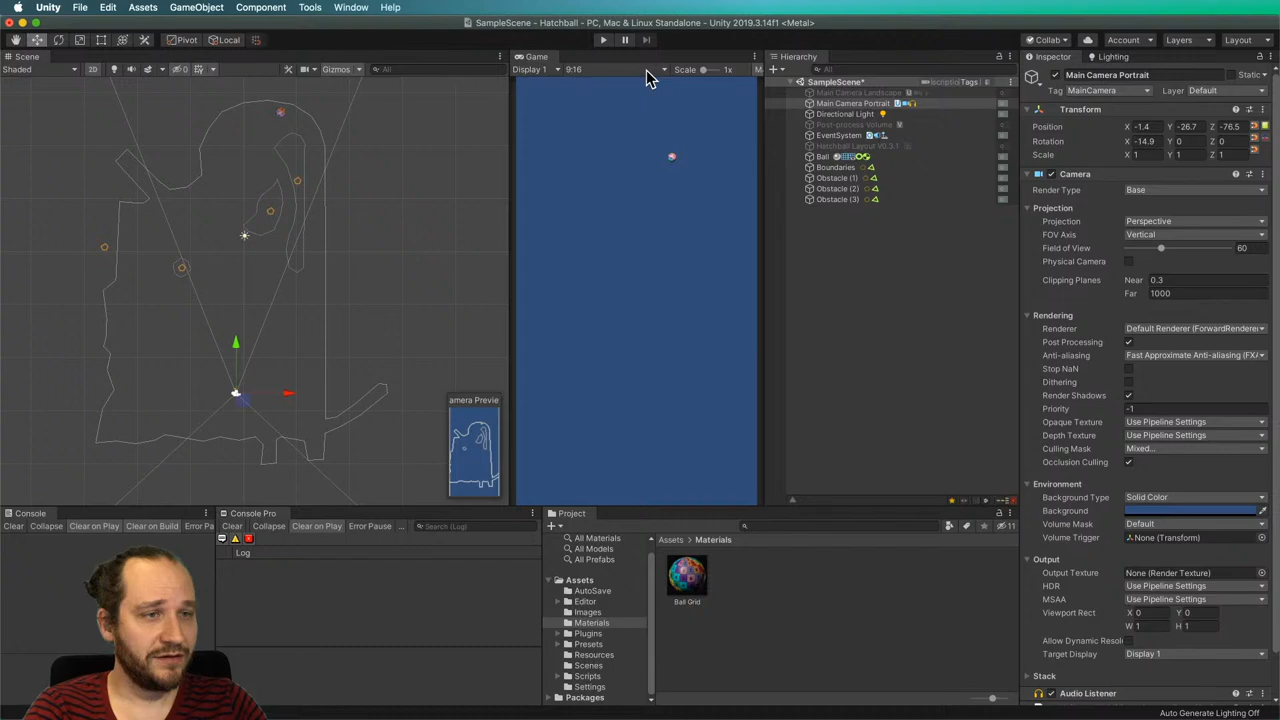 Unity File Edit Assets GameObject Component Tools Window Help
SampleScene - Hatchball - PC, Mac & Linux Standalone - Unity 2019.3.14f1 <Metal>
Pivot Local Collab Account Layers Layout
Scene
Shaded 2D 0 Gizmos All
amera Previe
Game
Display 1 9:16 Scale 1x M
Hierarchy
All
SampleScene* Tags
Main Camera Landscape
Main Camera Portrait
Directional Light
Post-process Volume
EventSystem
Hatchball Layout V0.3.1
Ball
Boundaries
Obstacle (1)
Obstacle (2)
Obstacle (3)
Inspector Lighting
Main Camera Portrait Static
Tag MainCamera Layer Default
Transform
Position X -1.4 Y -26.7 Z -76.5
Rotation X -14.9 Y 0 Z 0
Scale X 1 Y 1 Z 1
Camera
Render Type Base
Projection
Projection Perspective
FOV Axis Vertical
Field of View 60
Physical Camera
Clipping Planes Near 0.3
Far 1000
Rendering
Renderer Default Renderer (ForwardRenderer
Post Processing
Anti-aliasing Fast Approximate Anti-aliasing (FXA
Stop NaN
Dithering
Render Shadows
Priority -1
Opaque Texture Use Pipeline Settings
Depth Texture Use Pipeline Settings
Culling Mask Mixed...
Occlusion Culling
Environment
Background Type Solid Color
Background
Volume Mask Default
Volume Trigger None (Transform)
Output
Output Texture None (Render Texture)
HDR Use Pipeline Settings
MSAA Use Pipeline Settings
Viewport Rect X 0 Y 0
W 1 H 1
Allow Dynamic Resol
Target Display Display 1
Stack
Audio Listener
Auto Generate Lighting Off
Console
Clear Collapse Clear on Play Clear on Build Error Pa
Console Pro
Clear Collapse Clear on Play Error Pause ... Search (Log)
Log
Project
11
All Materials
All Models
All Prefabs
Assets
AutoSave
Editor
Images
Materials
Plugins
Presets
Resources
Scenes
Scripts
Settings
Packages
Assets > Materials
Ball Grid